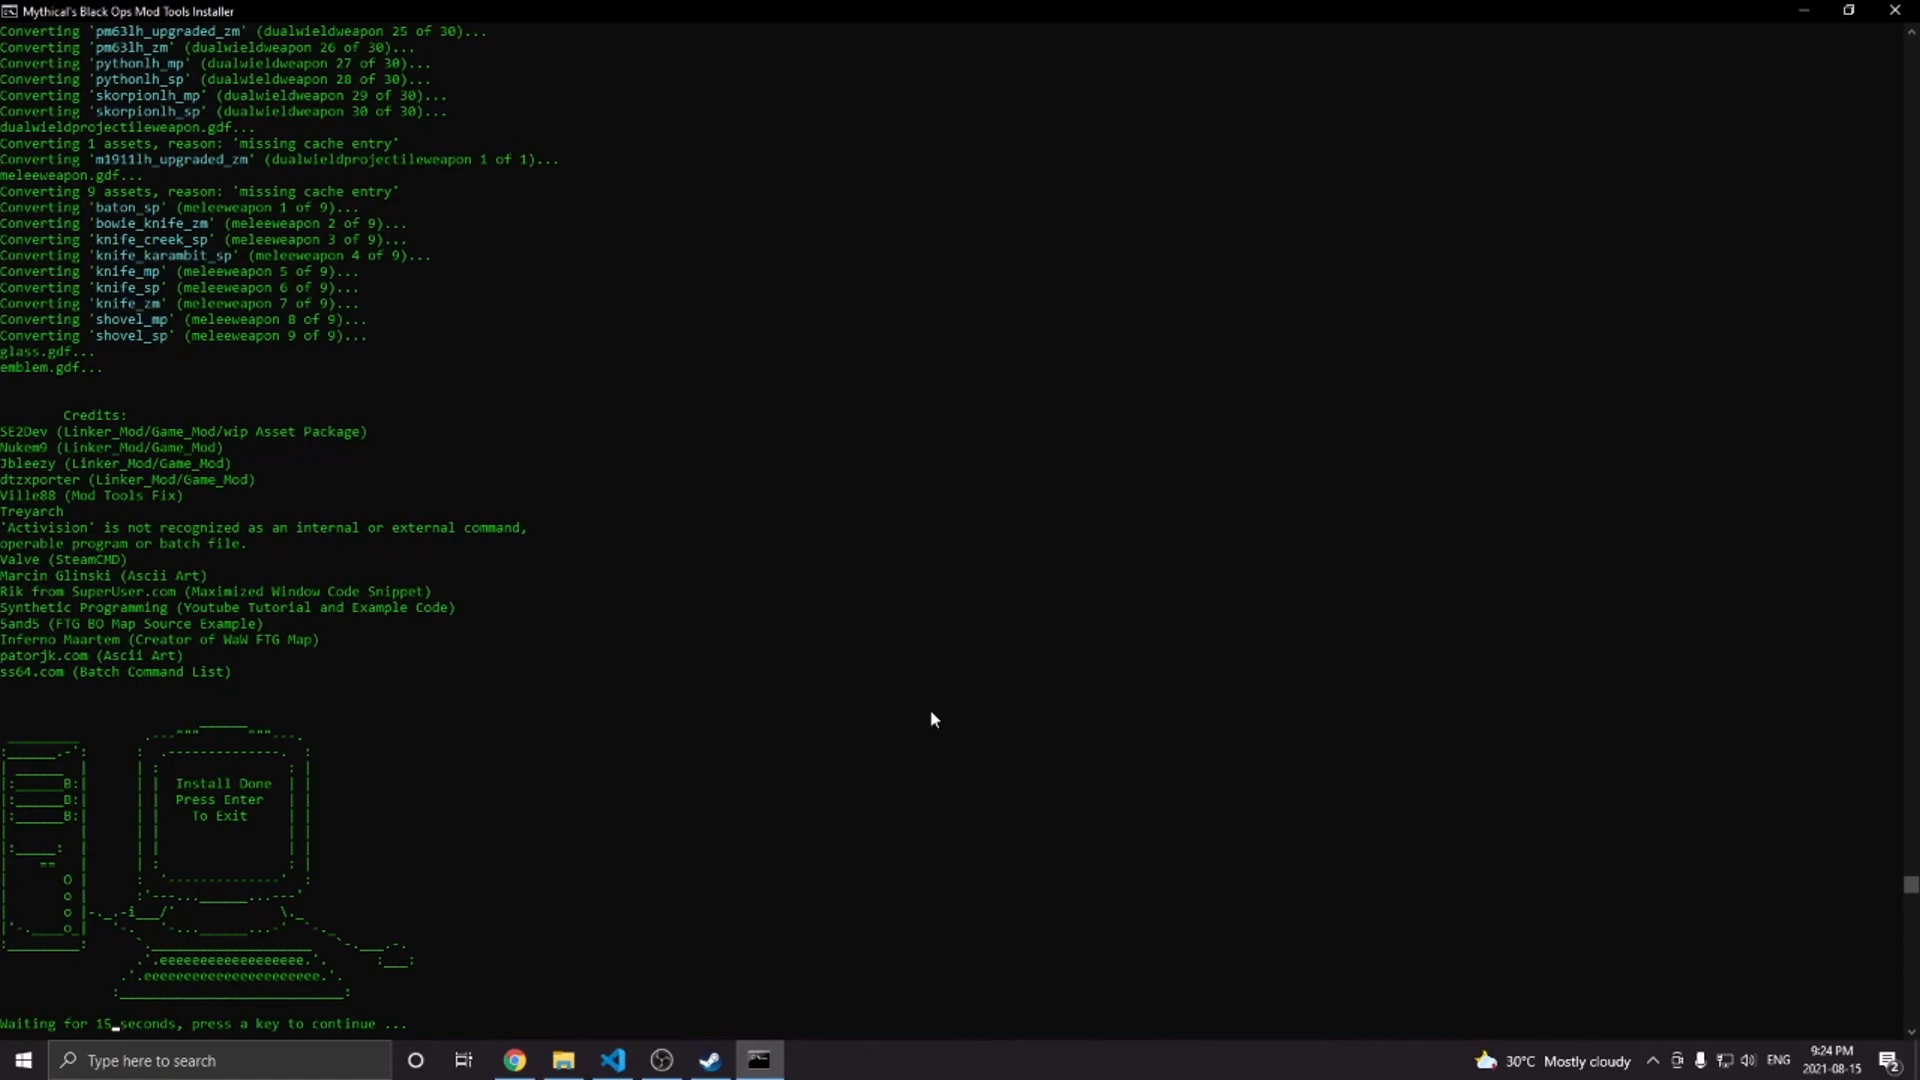 Mythical's Black Ops Mod Tools Installer
Converting 'pm63lh_upgraded_zm' (dualwieldweapon 25 of 30)...
Converting 'pm63lh_zm' (dualwieldweapon 26 of 30)...
Converting 'pythonlh_mp' (dualwieldweapon 27 of 30)...
Converting 'pythonlh_sp' (dualwieldweapon 28 of 30)...
Converting 'skorpionlh_mp' (dualwieldweapon 29 of 30)...
Converting 'skorpionlh_sp' (dualwieldweapon 30 of 30)...
dualwieldprojectileweapon.gdf...
Converting 1 assets, reason: 'missing cache entry'
Converting 'm1911lh_upgraded_zm' (dualwieldprojectileweapon 1 of 1)...
meleeweapon.gdf...
Converting 9 assets, reason: 'missing cache entry'
Converting 'baton_sp' (meleeweapon 1 of 9)...
Converting 'bowie_knife_zm' (meleeweapon 2 of 9)...
Converting 'knife_creek_sp' (meleeweapon 3 of 9)...
Converting 'knife_karambit_sp' (meleeweapon 4 of 9)...
Converting 'knife_mp' (meleeweapon 5 of 9)...
Converting 'knife_sp' (meleeweapon 6 of 9)...
Converting 'knife_zm' (meleeweapon 7 of 9)...
Converting 'shovel_mp' (meleeweapon 8 of 9)...
Converting 'shovel_sp' (meleeweapon 9 of 9)...
glass.gdf...
emblem.gdf...
Credits:
SE2Dev (Linker_Mod/Game_Mod/wip Asset Package)
Nukem9 (Linker_Mod/Game_Mod)
Jbleezy (Linker_Mod/Game_Mod)
dtzxporter (Linker_Mod/Game_Mod)
Ville88 (Mod Tools Fix)
Treyarch
'Activision' is not recognized as an internal or external command,
operable program or batch file.
Valve (SteamCMD)
Marcin Glinski (Ascii Art)
Rik from SuperUser.com (Maximized Window Code Snippet)
Synthetic Programming (Youtube Tutorial and Example Code)
5and5 (FTG BO Map Source Example)
Inferno Maartem (Creator of WaW FTG Map)
patorjk.com (Ascii Art)
ss64.com (Batch Command List)
Install Done
Press Enter
To Exit
Waiting for 15 seconds, press a key to continue ...
Type here to search
30°C Mostly cloudy
ENG
9:24 PM
2021-08-15
2